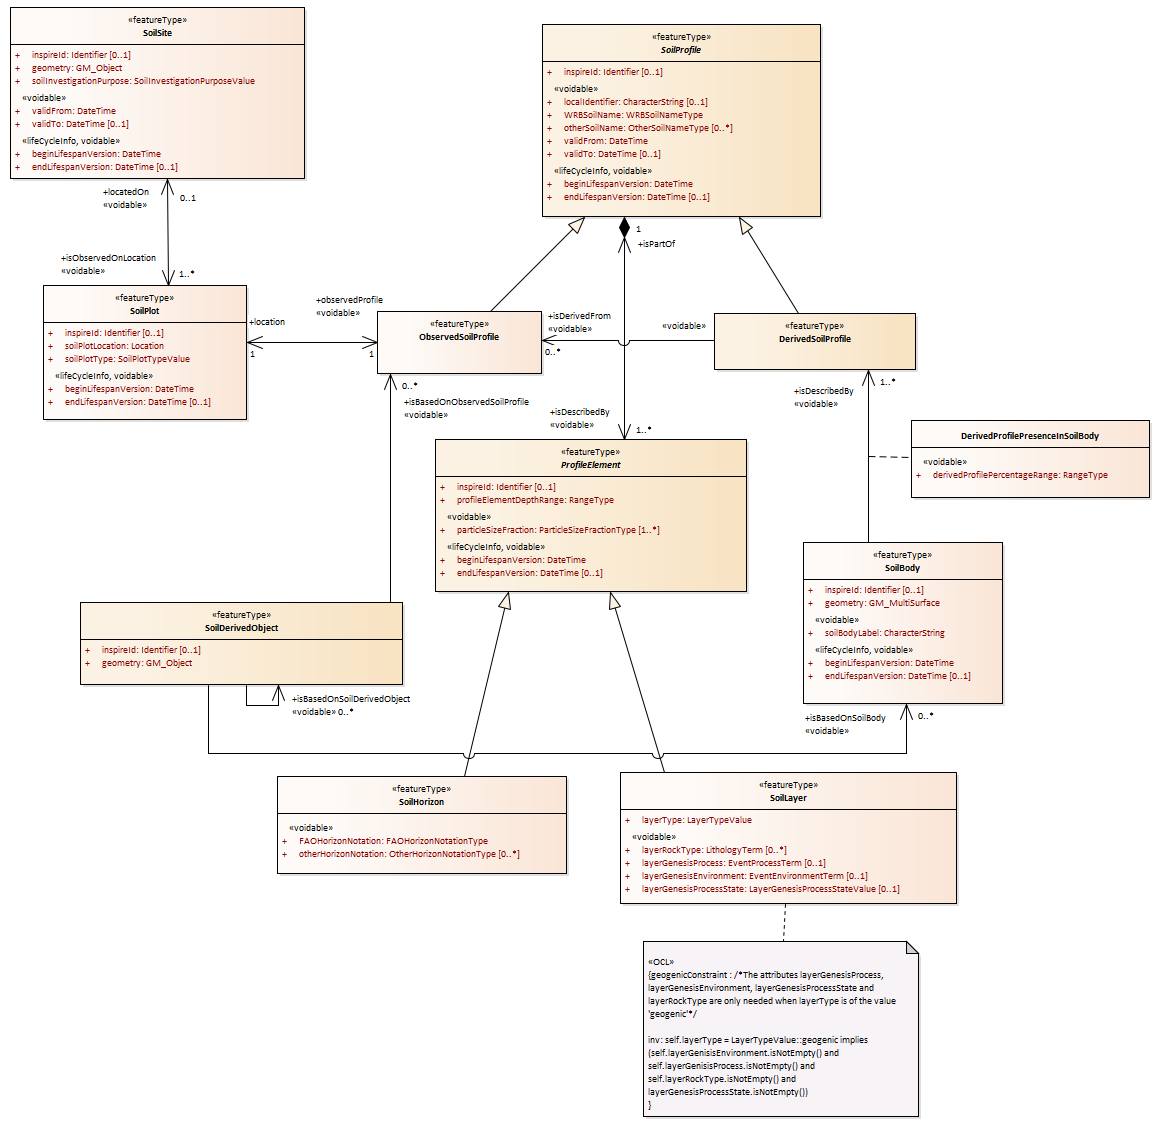 «featureType»
SoilSite
+ inspireId: Identifier [0..1]
+ geometry: GM_Object
+ soilInvestigationPurpose: SoilInvestigationPurposeValue
«voidable»
+ validFrom: DateTime
+ validTo: DateTime [0..1]
«lifeCycleInfo, voidable»
+ beginLifespanVersion: DateTime
+ endLifespanVersion: DateTime [0..1]
«featureType»
SoilProfile
+ inspireId: Identifier [0..1]
«voidable»
+ localIdentifier: CharacterString [0..1]
+ WRBSoilName: WRBSoilNameType
+ otherSoilName: OtherSoilNameType [0..*]
+ validFrom: DateTime
+ validTo: DateTime [0..1]
«lifeCycleInfo, voidable»
+ beginLifespanVersion: DateTime
+ endLifespanVersion: DateTime [0..1]
+locatedOn
«voidable»
0..1
+isObservedOnLocation
«voidable»
1..*
1
+isPartOf
«featureType»
SoilPlot
+ inspireId: Identifier [0..1]
+ soilPlotLocation: Location
+ soilPlotType: SoilPlotTypeValue
«lifeCycleInfo, voidable»
+ beginLifespanVersion: DateTime
+ endLifespanVersion: DateTime [0..1]
+location
1
+observedProfile
«voidable»
1
«featureType»
ObservedSoilProfile
+isDerivedFrom
«voidable»
0..*
«voidable»
«featureType»
DerivedSoilProfile
0..*
+isBasedOnObservedSoilProfile
«voidable»
+isDescribedBy
«voidable»
1..*
+isDescribedBy
«voidable»
1..*
DerivedProfilePresenceInSoilBody
«voidable»
+ derivedProfilePercentageRange: RangeType
«featureType»
ProfileElement
+ inspireId: Identifier [0..1]
+ profileElementDepthRange: RangeType
«voidable»
+ particleSizeFraction: ParticleSizeFractionType [1..*]
«lifeCycleInfo, voidable»
+ beginLifespanVersion: DateTime
+ endLifespanVersion: DateTime [0..1]
«featureType»
SoilBody
+ inspireId: Identifier [0..1]
+ geometry: GM_MultiSurface
«voidable»
+ soilBodyLabel: CharacterString
«lifeCycleInfo, voidable»
+ beginLifespanVersion: DateTime
+ endLifespanVersion: DateTime [0..1]
«featureType»
SoilDerivedObject
+ inspireId: Identifier [0..1]
+ geometry: GM_Object
+isBasedOnSoilDerivedObject
«voidable» 0..*
+isBasedOnSoilBody
«voidable»
0..*
«featureType»
SoilHorizon
«voidable»
+ FAOHorizonNotation: FAOHorizonNotationType
+ otherHorizonNotation: OtherHorizonNotationType [0..*]
«featureType»
SoilLayer
+ layerType: LayerTypeValue
«voidable»
+ layerRockType: LithologyTerm [0..*]
+ layerGenesisProcess: EventProcessTerm [0..1]
+ layerGenesisEnvironment: EventEnvironmentTerm [0..1]
+ layerGenesisProcessState: LayerGenesisProcessStateValue [0..1]
«OCL»
{geogenicConstraint : /*The attributes layerGenesisProcess,
layerGenesisEnvironment, layerGenesisProcessState and
layerRockType are only needed when layerType is of the value
'geogenic'*/
inv: self.layerType = LayerTypeValue::geogenic implies
(self.layerGenisisEnvironment.isNotEmpty() and
self.layerGenisisProcess.isNotEmpty() and
self.layerRockType.isNotEmpty() and
layerGenesisProcessState.isNotEmpty())
}